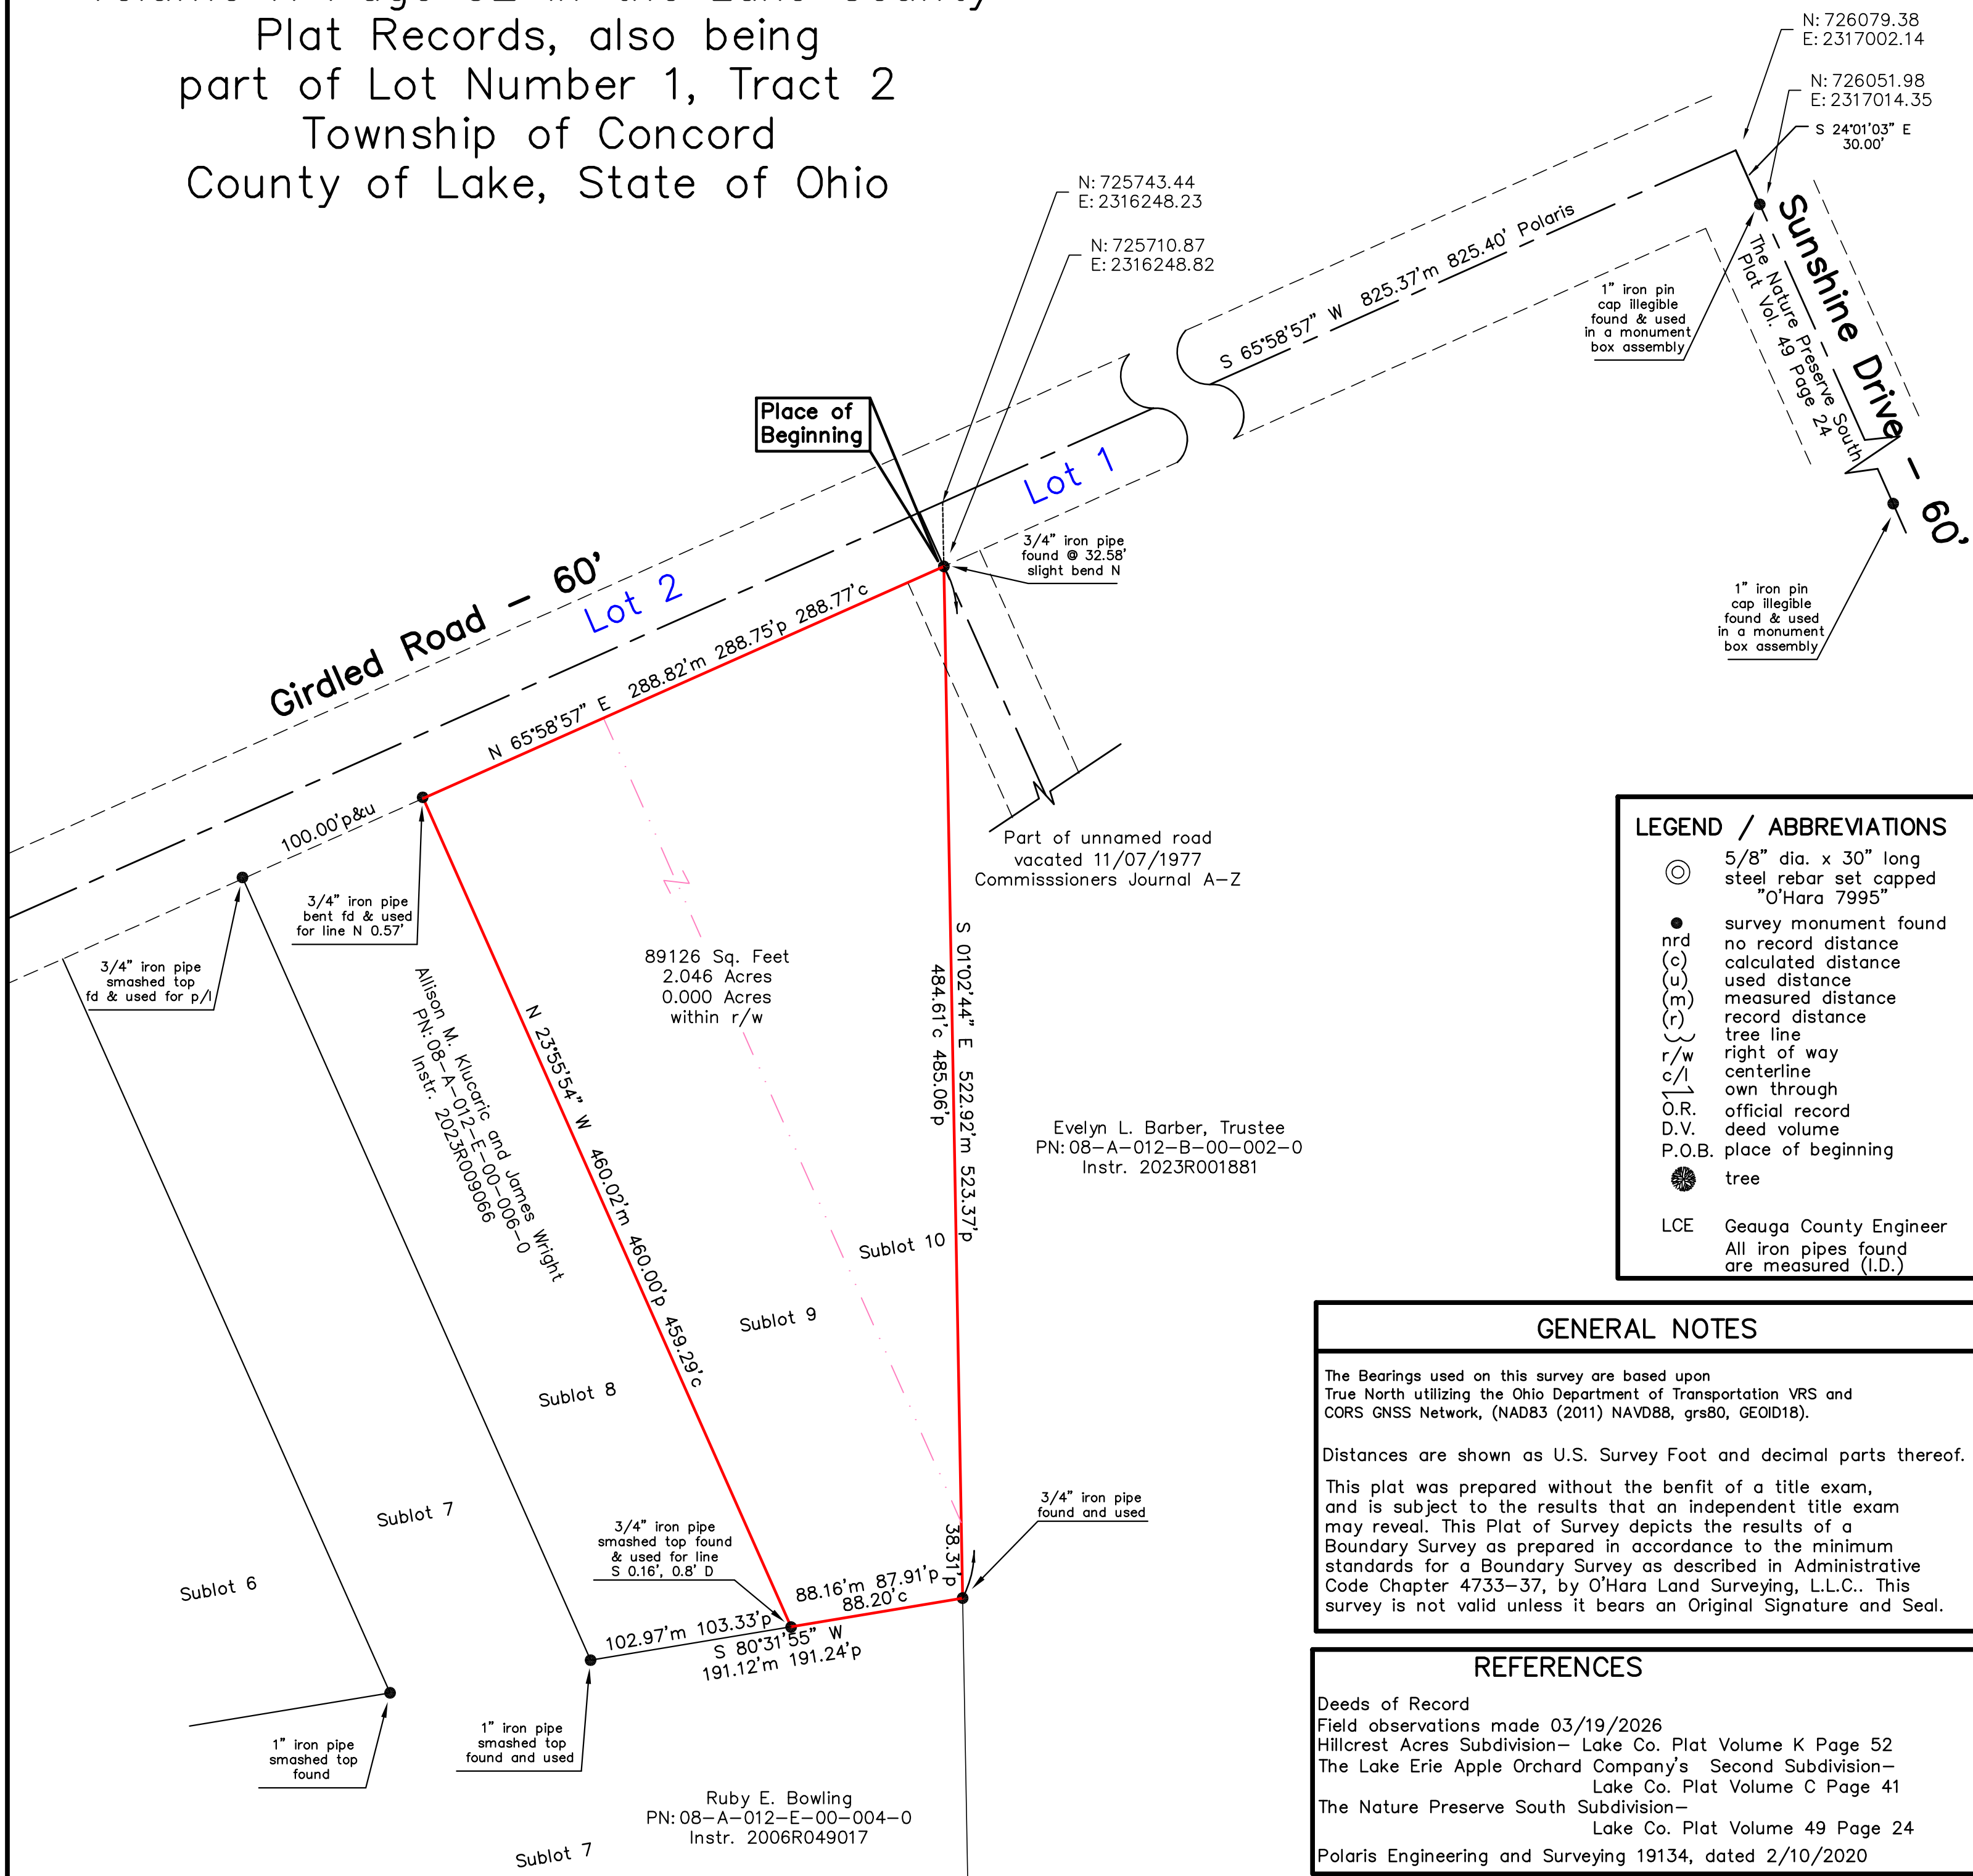 Plat Records, also being
part of Lot Number 1, Tract 2
Township of Concord
County of Lake, State of Ohio
N: 726079.38
E: 2317002.14
N: 726051.98
E: 2317014.35
S 24°01'03" E
30.00'
N: 725743.44
E: 2316248.23
N: 725710.87
E: 2316248.82
S 65°58'57" W 825.37'm 825.40' Polaris
Sunshine Drive - 60'
The Nature Preserve South
Plat Vol. 49 Page 24
1" iron pin
cap illegible
found & used
in a monument
box assembly
1" iron pin
cap illegible
found & used
in a monument
box assembly
Place of
Beginning
Lot 1
3/4" iron pipe
found @ 32.58'
slight bend N
Girdled Road - 60'
Lot 2
N 65°58'57" E 288.82'm 288.75'p 288.77'c
100.00'p&u
3/4" iron pipe
bent fd & used
for line N 0.57'
3/4" iron pipe
smashed top
fd & used for p/l
Part of unnamed road
vacated 11/07/1977
Commisssioners Journal A-Z
89126 Sq. Feet
2.046 Acres
0.000 Acres
within r/w
Allison M. Klucaric and James Wright
PN: 08-A-012-E-00-006-0
Instr. 2023R009066
N 23°55'54" W 460.02'm 460.00'p 459.29'c
S 01°02'44" E 522.92'm 523.37'p
484.61'c 485.06'p
Evelyn L. Barber, Trustee
PN: 08-A-012-B-00-002-0
Instr. 2023R001881
Sublot 10
Sublot 9
Sublot 8
Sublot 7
Sublot 6
3/4" iron pipe
found and used
3/4" iron pipe
smashed top found
& used for line
S 0.16', 0.8' D
38.31'p
88.16'm 87.91'p
88.20'c
102.97'm 103.33'p
S 80°31'55" W
191.12'm 191.24'p
1" iron pipe
smashed top
found
1" iron pipe
smashed top
found and used
Ruby E. Bowling
PN: 08-A-012-E-00-004-0
Instr. 2006R049017
Sublot 7
LEGEND / ABBREVIATIONS
5/8" dia. x 30" long
steel rebar set capped
"O'Hara 7995"
survey monument found
nrd no record distance
(c) calculated distance
(u) used distance
(m) measured distance
(r) record distance
tree line
r/w right of way
c/l centerline
own through
O.R. official record
D.V. deed volume
P.O.B. place of beginning
tree
LCE Geauga County Engineer
All iron pipes found
are measured (I.D.)
GENERAL NOTES
The Bearings used on this survey are based upon
True North utilizing the Ohio Department of Transportation VRS and
CORS GNSS Network, (NAD83 (2011) NAVD88, grs80, GEOID18).
Distances are shown as U.S. Survey Foot and decimal parts thereof.
This plat was prepared without the benfit of a title exam,
and is subject to the results that an independent title exam
may reveal. This Plat of Survey depicts the results of a
Boundary Survey as prepared in accordance to the minimum
standards for a Boundary Survey as described in Administrative
Code Chapter 4733-37, by O'Hara Land Surveying, L.L.C.. This
survey is not valid unless it bears an Original Signature and Seal.
REFERENCES
Deeds of Record
Field observations made 03/19/2026
Hillcrest Acres Subdivision- Lake Co. Plat Volume K Page 52
The Lake Erie Apple Orchard Company's Second Subdivision-
Lake Co. Plat Volume C Page 41
The Nature Preserve South Subdivision-
Lake Co. Plat Volume 49 Page 24
Polaris Engineering and Surveying 19134, dated 2/10/2020